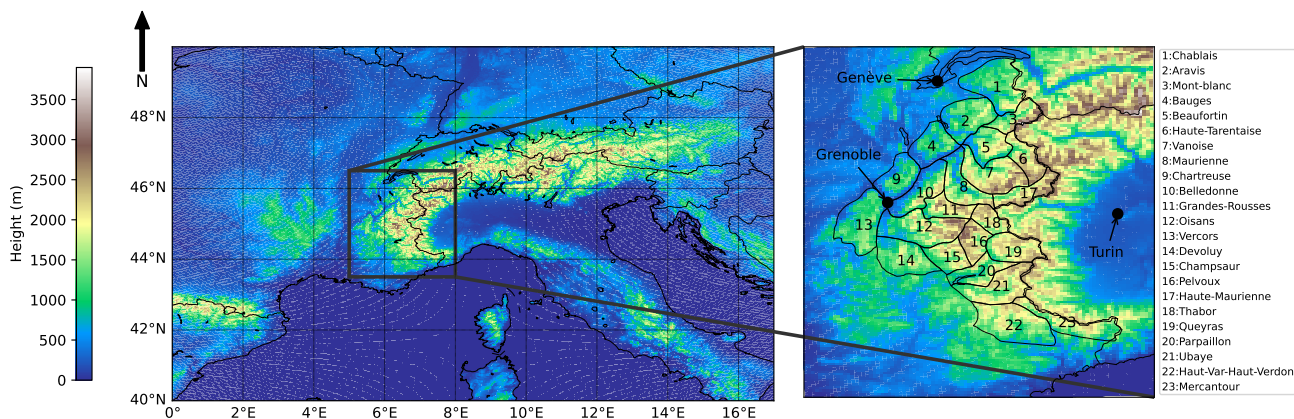 Height (m)
3500
3000
2500
2000
1500
1000
500
0
N
48°N
46°N
44°N
42°N
40°N
0°
2°E
4°E
6°E
8°E
10°E
12°E
14°E
16°E
Genève
Grenoble
Turin
1
2
3
4
5
6
7
8
9
10
17
11
12
13
18
16
19
14
15
20
21
22
23
1:Chablais
2:Aravis
3:Mont-blanc
4:Bauges
5:Beaufortin
6:Haute-Tarentaise
7:Vanoise
8:Maurienne
9:Chartreuse
10:Belledonne
11:Grandes-Rousses
12:Oisans
13:Vercors
14:Devoluy
15:Champsaur
16:Pelvoux
17:Haute-Maurienne
18:Thabor
19:Queyras
20:Parpaillon
21:Ubaye
22:Haut-Var-Haut-Verdon
23:Mercantour